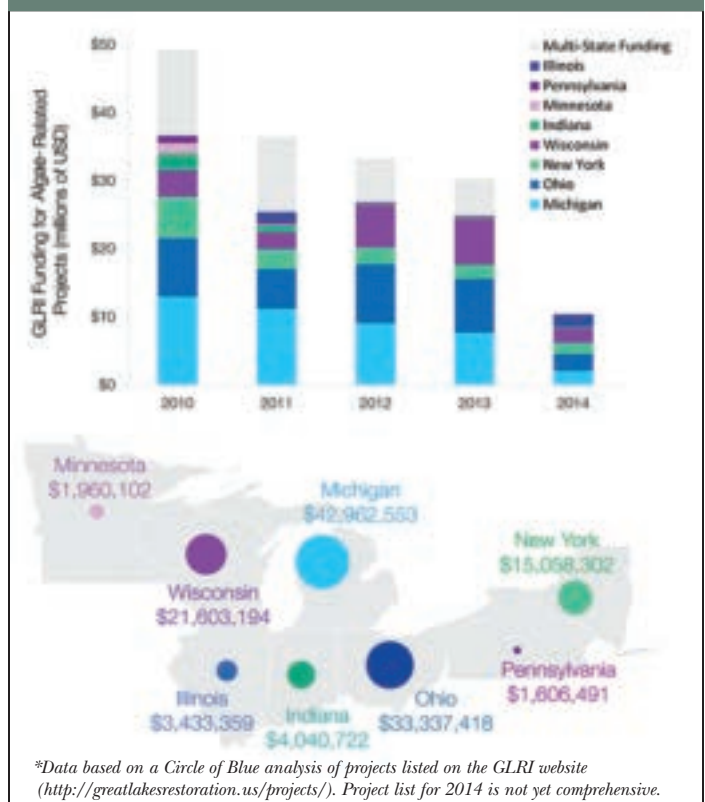 GLRI Funding for Algae-Related
Projects (millions of USD)
$50
$40
$30
$20
$10
$0
2010
2011
2012
2013
2014
Multi-State Funding
Illinois
Pennsylvania
Minnesota
Indiana
Wisconsin
New York
Ohio
Michigan
Minnesota
$1,960,102
Michigan
$42,962,553
New York
$15,058,302
Wisconsin
$21,603,194
Pennsylvania
$1,606,491
Illinois
$3,433,359
Indiana
$4,040,722
Ohio
$33,337,418
*Data based on a Circle of Blue analysis of projects listed on the GLRI website
(http://greatlakesrestoration.us/projects/). Project list for 2014 is not yet comprehensive.